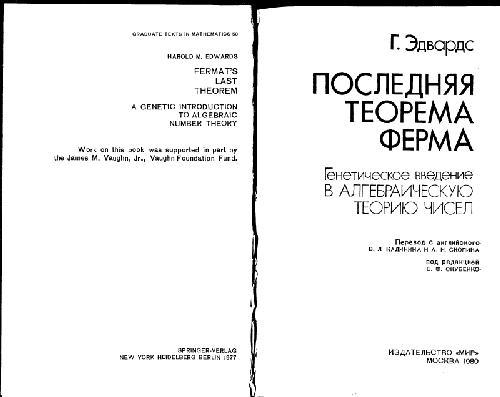 GRADUATE TEXTS IN MATHEMATICS 50
HAROLD M. EDWARDS
FERMAT'S
LAST
THEOREM
A GENETIC INTRODUCTION
TO ALGEBRAIC
NUMBER THEORY
Work on this book was supported in part by
the James M. Vaughn, Jr., Vaughn Foundation Fund.
SPRINGER-VERLAG
NEW YORK HEIDELBERG BERLIN 1977
Г. Эдвардс
ПОСЛЕДНЯЯ
ТЕОРЕМА
ФЕРМА
Генетическое введение
В АЛГЕБРАИЧЕСКУЮ
ТЕОРИЮ ЧИСЕЛ
Перевод с английского
В. Л. КАЛИНИНА И А. И. СКОПИНА
под редакцией
Б. Ф. СКУБЕНКО
ИЗДАТЕЛЬСТВО «МИР»
МОСКВА 1980